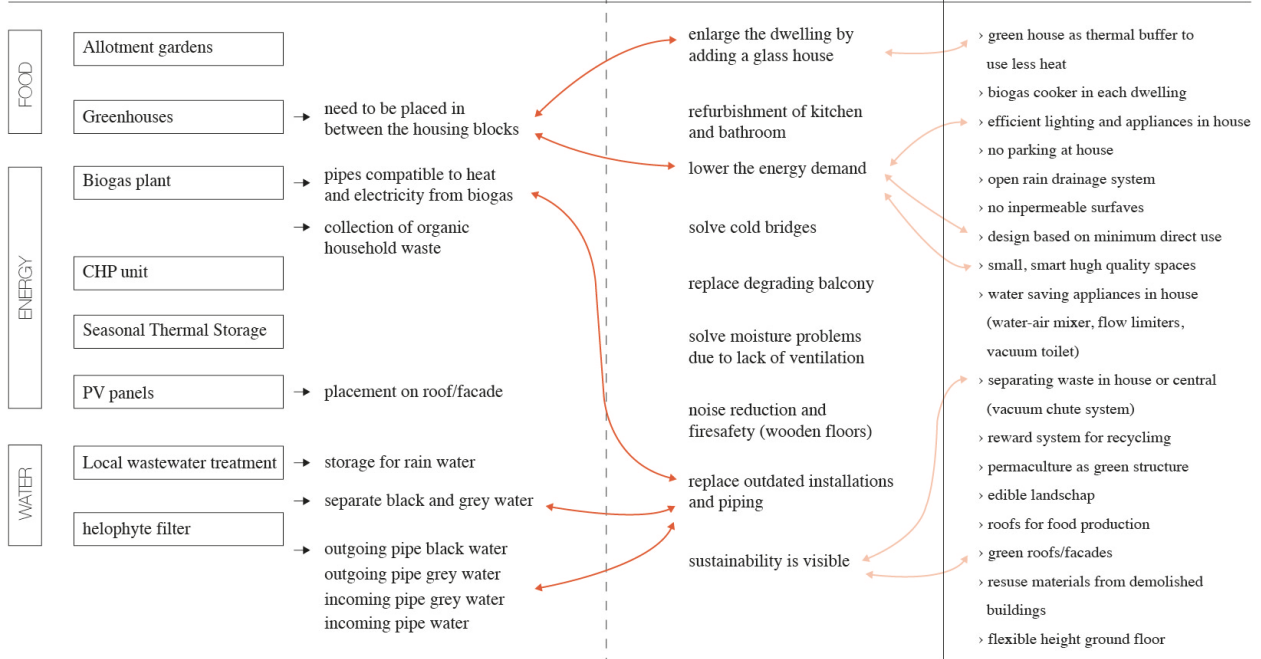 FOOD
Allotment gardens
Greenhouses
need to be placed in
between the housing blocks
ENERGY
Biogas plant
pipes compatible to heat
and electricity from biogas
collection of organic
household waste
CHP unit
Seasonal Thermal Storage
PV panels
placement on roof/facade
WATER
Local wastewater treatment
storage for rain water
separate black and grey water
helophyte filter
outgoing pipe black water
outgoing pipe grey water
incoming pipe grey water
incoming pipe water
enlarge the dwelling by
adding a glass house
refurbishment of kitchen
and bathroom
lower the energy demand
solve cold bridges
replace degrading balcony
solve moisture problems
due to lack of ventilation
noise reduction and
firesafety (wooden floors)
replace outdated installations
and piping
sustainability is visible
› green house as thermal buffer to
use less heat
› biogas cooker in each dwelling
› efficient lighting and appliances in house
› no parking at house
› open rain drainage system
› no inpermeable surfaves
› design based on minimum direct use
› small, smart hugh quality spaces
› water saving appliances in house
(water-air mixer, flow limiters,
vacuum toilet)
› separating waste in house or central
(vacuum chute system)
› reward system for recycling
› permaculture as green structure
› edible landschap
› roofs for food production
› green roofs/facades
› resuse materials from demolished
buildings
› flexible height ground floor